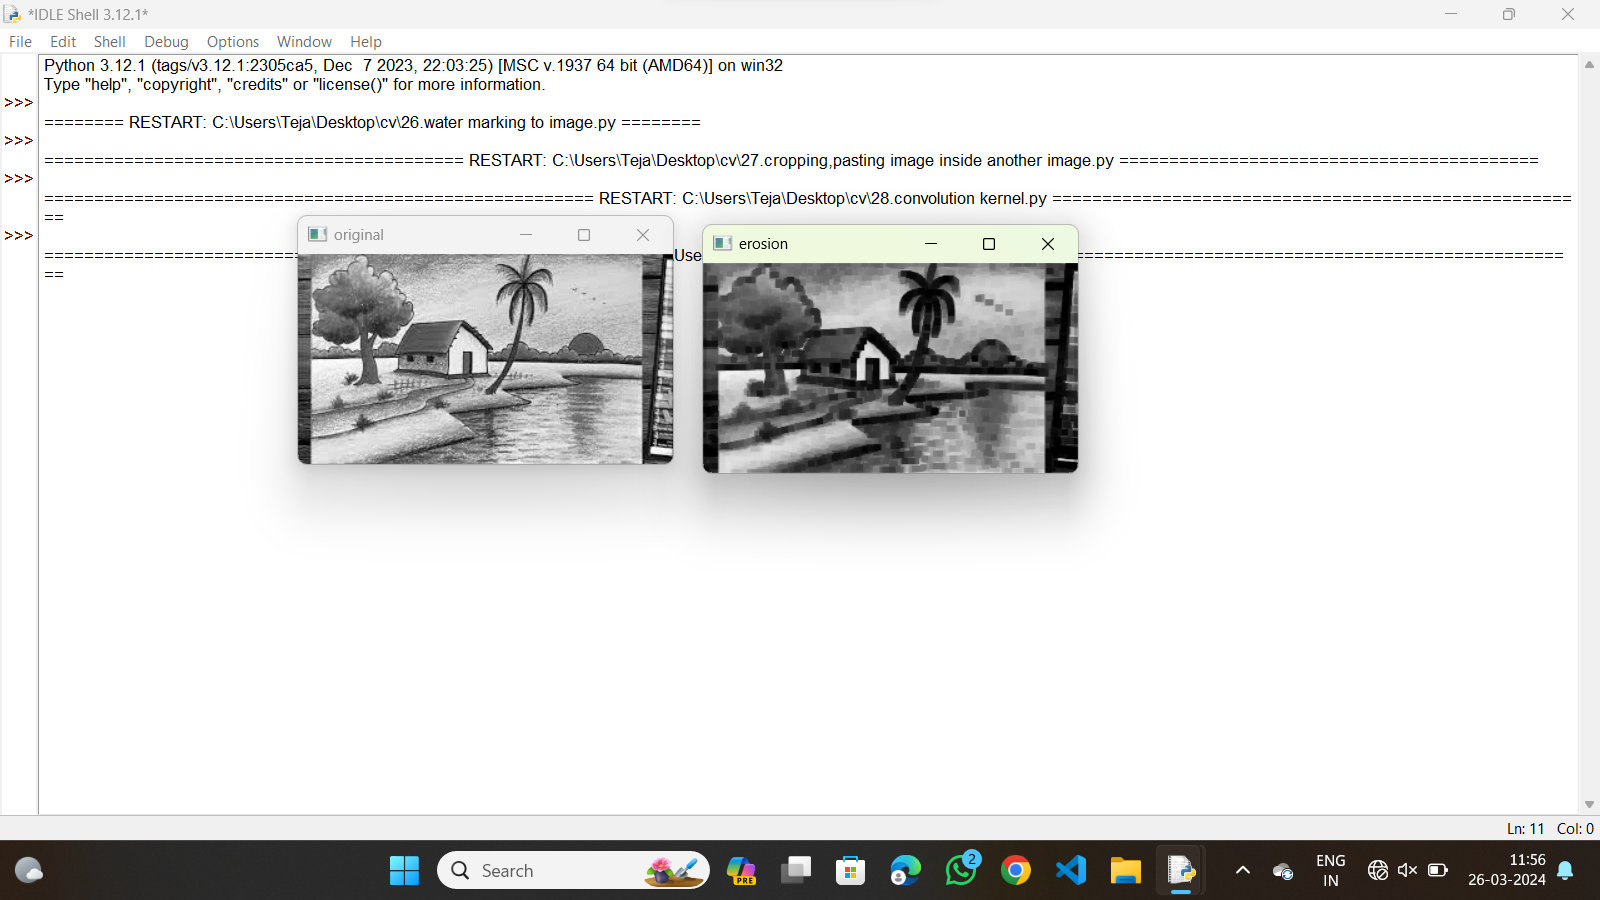 *IDLE Shell 3.12.1*
File Edit Shell Debug Options Window Help
Python 3.12.1 (tags/v3.12.1:2305ca5, Dec  7 2023, 22:03:25) [MSC v.1937 64 bit (AMD64)] on win32
Type "help", "copyright", "credits" or "license()" for more information.
>>>
======== RESTART: C:\Users\Teja\Desktop\cv\26.water marking to image.py ========
>>>
========================================== RESTART: C:\Users\Teja\Desktop\cv\27.cropping,pasting image inside another image.py ==========================================
>>>
======================================================= RESTART: C:\Users\Teja\Desktop\cv\28.convolution kernel.py ====================================================
==
>>>
original
erosion
========================== Use =================================================
==
Ln: 11 Col: 0
Search
PRE
2
ENG
IN
11:56
26-03-2024